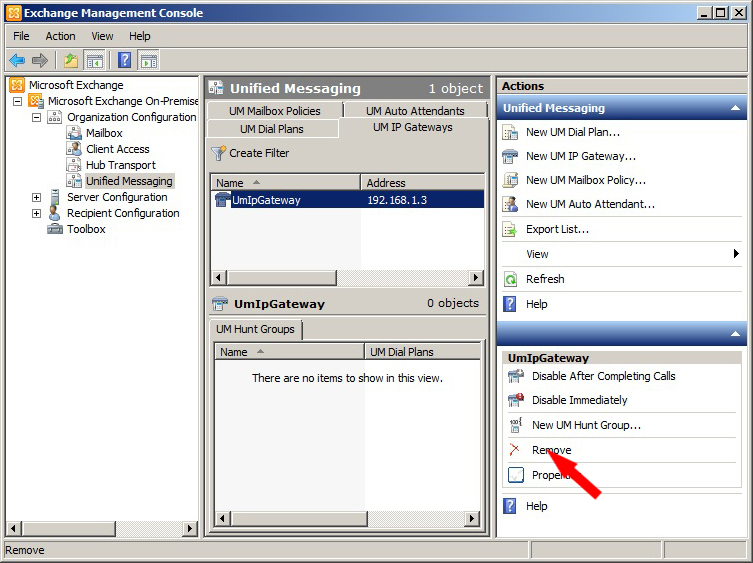 Exchange Management Console
File Action View Help
Microsoft Exchange
Microsoft Exchange On-Premise
Organization Configuration
Mailbox
Client Access
Hub Transport
Unified Messaging
Server Configuration
Recipient Configuration
Toolbox
Unified Messaging 1 object
UM Mailbox Policies UM Auto Attendants
UM Dial Plans UM IP Gateways
Create Filter
Name Address
UmIpGateway 192.168.1.3
UmIpGateway 0 objects
UM Hunt Groups
Name UM Dial Plans
There are no items to show in this view.
Actions
Unified Messaging
New UM Dial Plan...
New UM IP Gateway...
New UM Mailbox Policy...
New UM Auto Attendant...
Export List...
View
Refresh
Help
UmIpGateway
Disable After Completing Calls
Disable Immediately
New UM Hunt Group...
Remove
Proper
Help
Remove